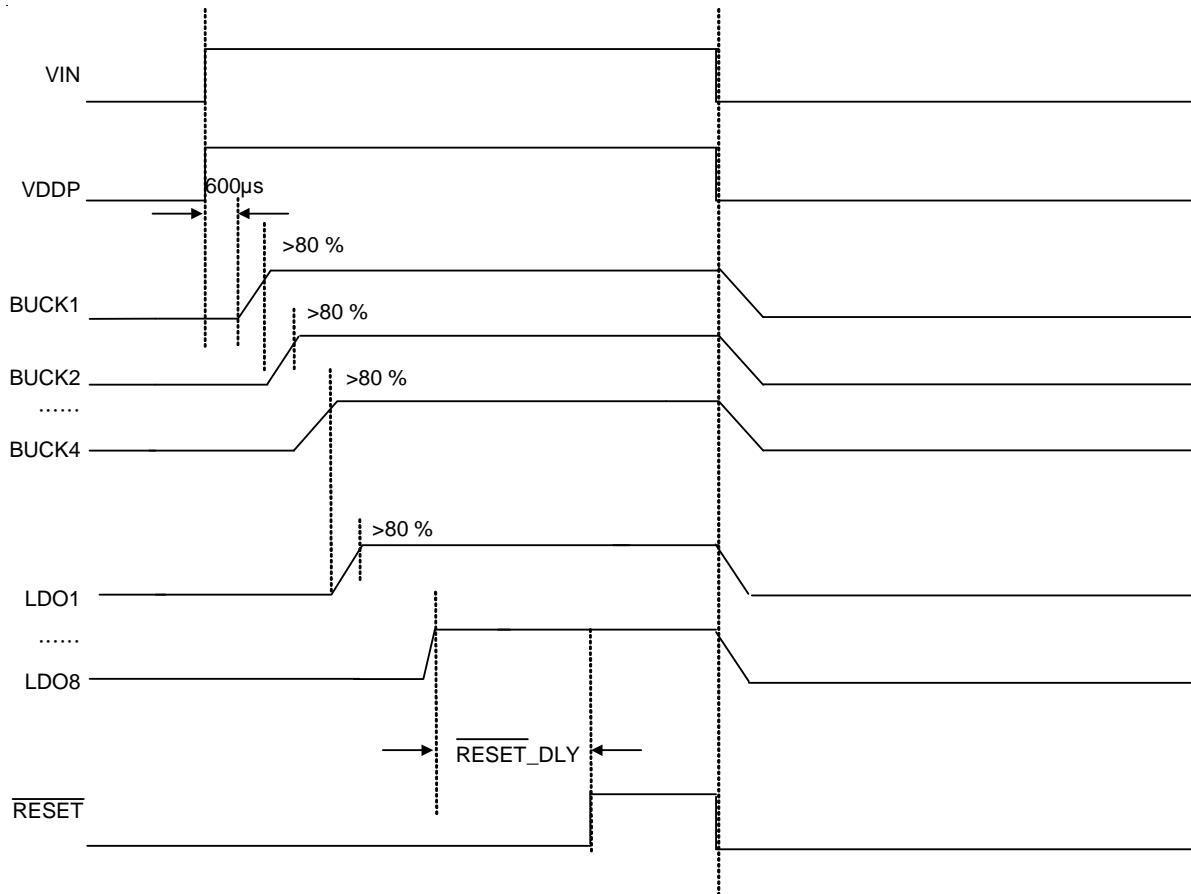 VIN
VDDP
600µs
>80 %
BUCK1
>80 %
BUCK2
>80 %
......
BUCK4
>80 %
LDO1
......
LDO8
RESET_DLY
RESET